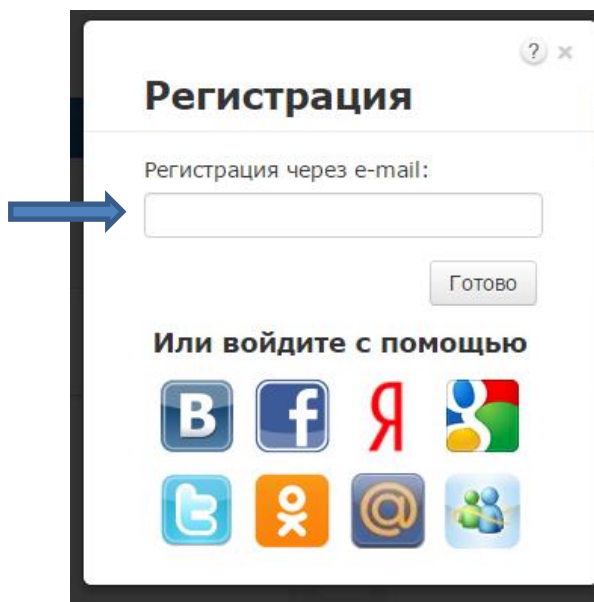 ?
Регистрация
Регистрация через e-mail:
Готово
Или войдите с помощью
В f Я g
t @